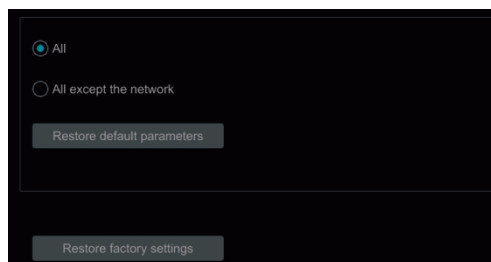 All
All except the network
Restore default parameters
Restore factory settings